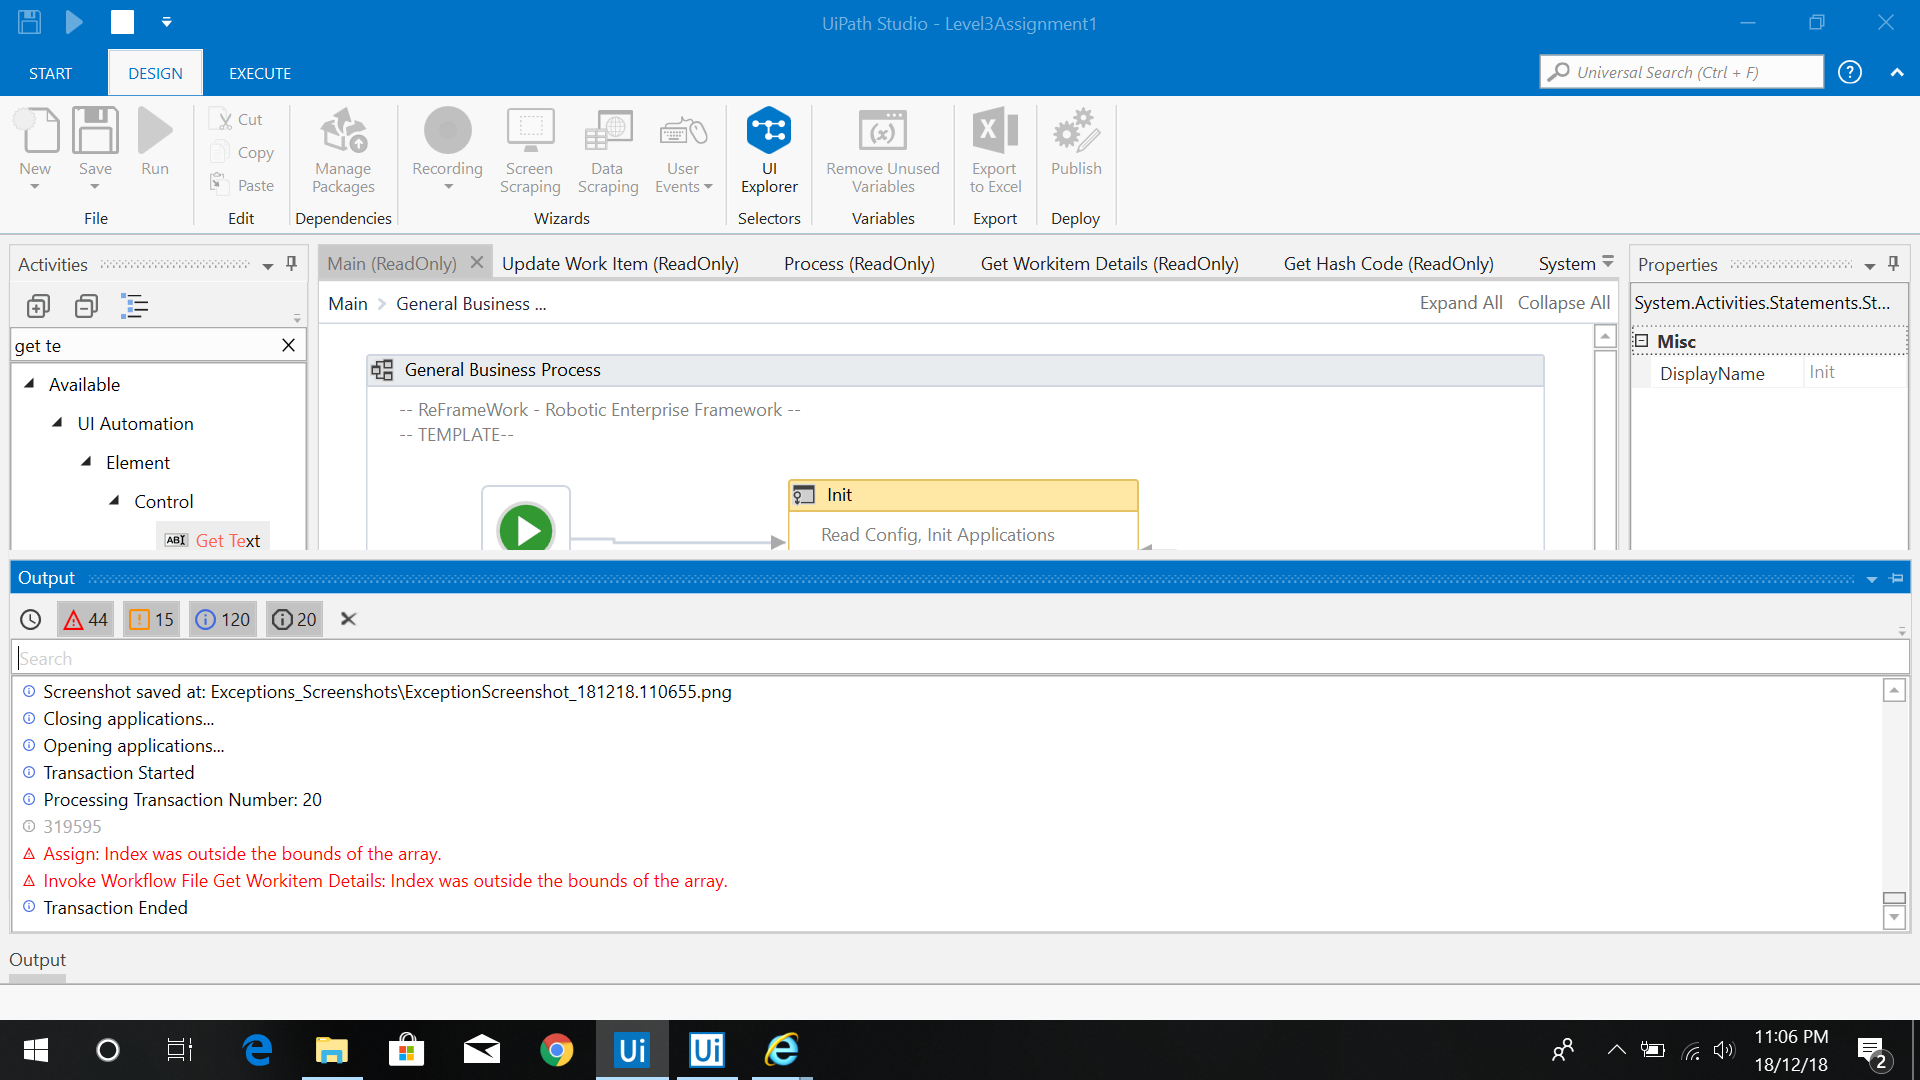 UiPath Studio - Level3Assignment1
START
DESIGN
EXECUTE
Universal Search (Ctrl + F)
New
Save
Run
File
Cut
Copy
Paste
Edit
Manage
Packages
Dependencies
Recording
Screen
Scraping
Data
Scraping
User
Events
Wizards
UI
Explorer
Selectors
Remove Unused
Variables
Variables
Export
to Excel
Export
Publish
Deploy
Activities
get te
Available
UI Automation
Element
Control
Get Text
Main (ReadOnly)
Update Work Item (ReadOnly)
Process (ReadOnly)
Get Workitem Details (ReadOnly)
Get Hash Code (ReadOnly)
System
Main > General Business ...
Expand All
Collapse All
General Business Process
-- ReFrameWork - Robotic Enterprise Framework --
-- TEMPLATE--
Init
Read Config, Init Applications
Properties
System.Activities.Statements.St...
Misc
DisplayName
Init
Output
44
15
120
20
Search
Screenshot saved at: Exceptions_Screenshots\ExceptionScreenshot_181218.110655.png
Closing applications...
Opening applications...
Transaction Started
Processing Transaction Number: 20
319595
Assign: Index was outside the bounds of the array.
Invoke Workflow File Get Workitem Details: Index was outside the bounds of the array.
Transaction Ended
Output
Ui
Ui
11:06 PM
18/12/18
2